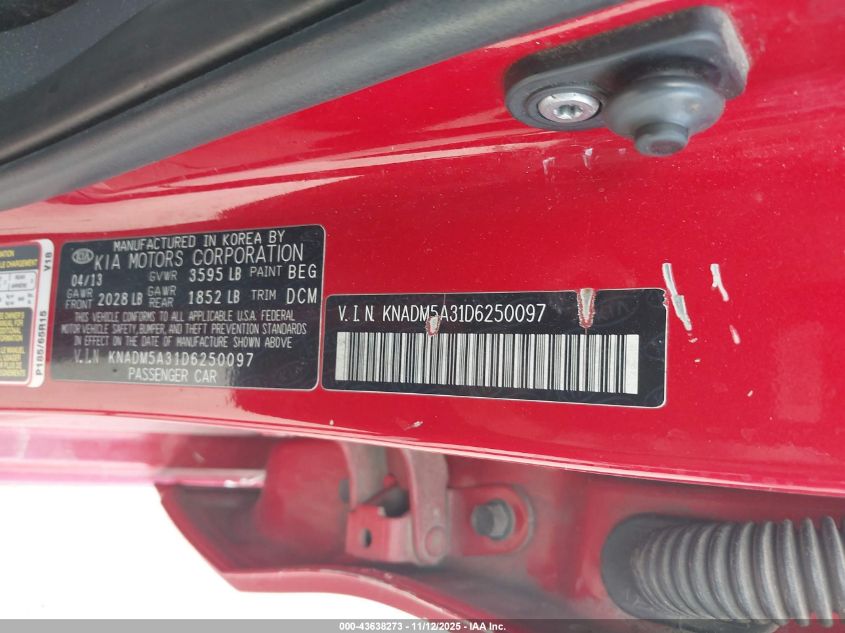 KIA
MANUFACTURED IN KOREA BY
KIA MOTORS CORPORATION
04/13 GVWR 3595 LB PAINT BEG
GAWR FRONT 2028 LB GAWR REAR 1852 LB TRIM DCM
THIS VEHICLE CONFORMS TO ALL APPLICABLE U.S.A. FEDERAL
MOTOR VEHICLE SAFETY, BUMPER, AND THEFT PREVENTION
STANDARDS IN EFFECT ON THE DATE OF MANUFACTURE SHOWN ABOVE
V.I.N KNADM5A31D6250097
PASSENGER CAR
V.I.N. KNADM5A31D6250097
P185/65R15 V18
000-43638273 - 11/12/2025 - IAA Inc.